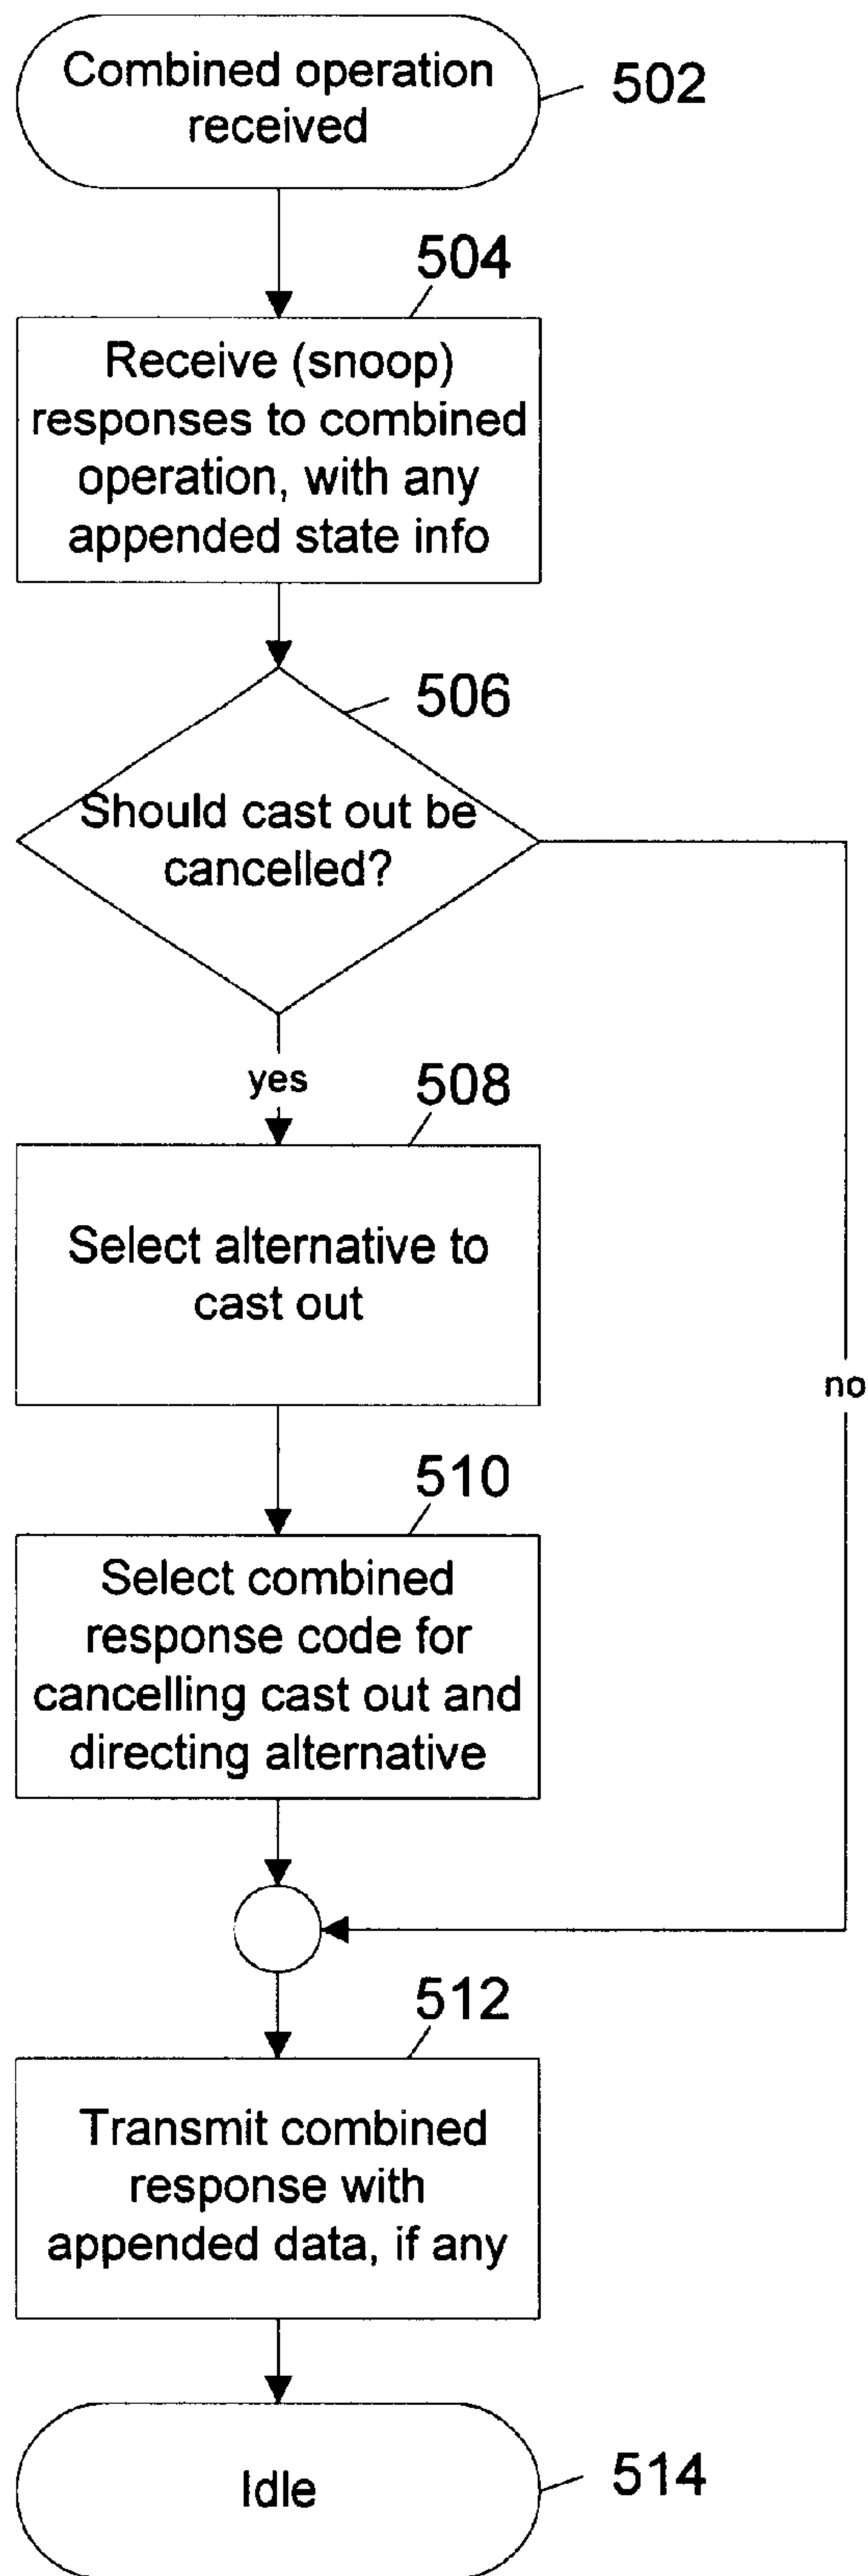 Combined operation
received
502
504
Receive (snoop)
responses to combined
operation, with any
appended state info
506
Should cast out be
cancelled?
yes
508
Select alternative to
cast out
no
510
Select combined
response code for
cancelling cast out and
directing alternative
512
Transmit combined
response with
appended data, if any
Idle
514